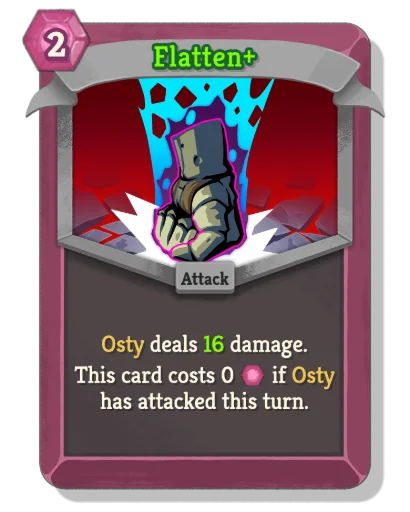 2
Flatten+
Attack
Osty deals 16 damage.
This card costs 0 if Osty
has attacked this turn.